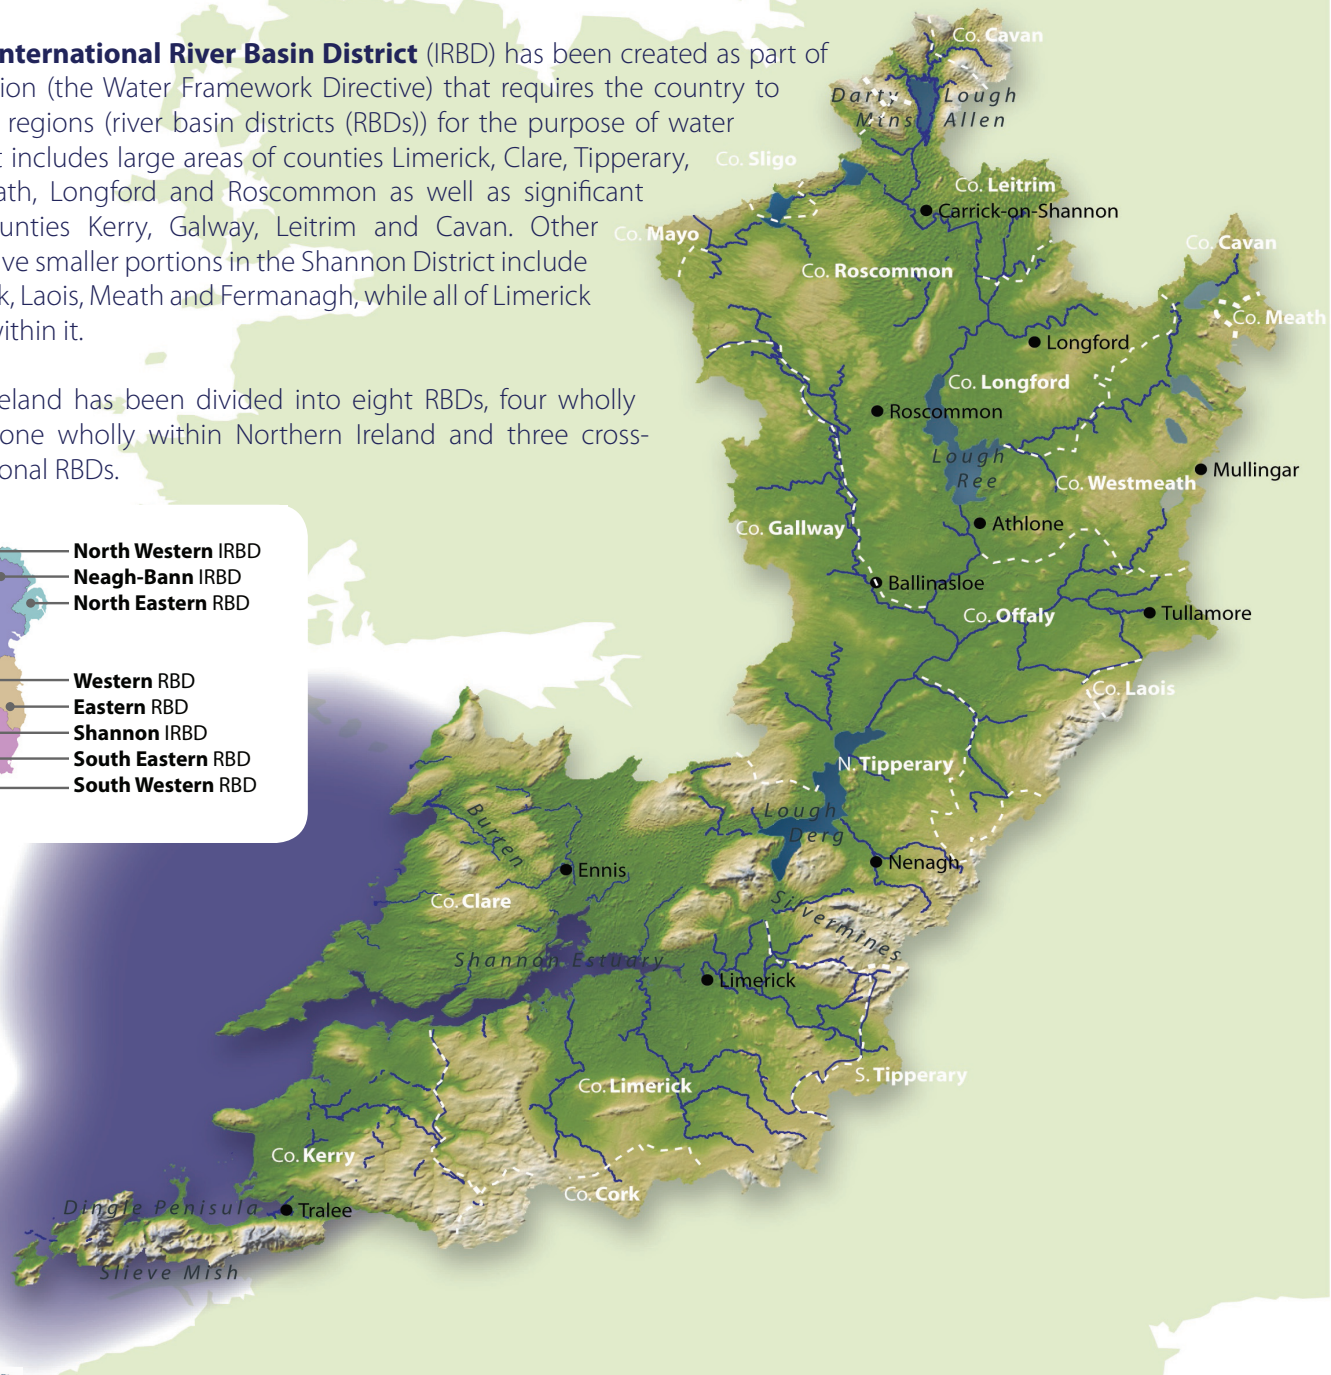 nternational River Basin District (IRBD) has been created as part of
ion (the Water Framework Directive) that requires the country to
regions (river basin districts (RBDs)) for the purpose of water
includes large areas of counties Limerick, Clare, Tipperary,
ath, Longford and Roscommon as well as significant
unties Kerry, Galway, Leitrim and Cavan. Other
ve smaller portions in the Shannon District include
k, Laois, Meath and Fermanagh, while all of Limerick
within it.
eland has been divided into eight RBDs, four wholly
one wholly within Northern Ireland and three cross-
onal RBDs.
North Western IRBD
Neagh-Bann IRBD
North Eastern RBD
Western RBD
Eastern RBD
Shannon IRBD
South Eastern RBD
South Western RBD
Co. Cavan
Darty
Mtns
Lough
Allen
Co. Sligo
Co. Leitrim
Carrick-on-Shannon
Co. Mayo
Co. Cavan
Co. Roscommon
Co. Meath
Longford
Co. Longford
Roscommon
Lough
Ree
Mullingar
Co. Westmeath
Co. Gallway
Athlone
Ballinasloe
Co. Offaly
Tullamore
Co. Laois
N. Tipperary
Lough
Derg
Burren
Nenagh
Ennis
Co. Clare
Silvermines
Shannon Estuary
Limerick
S. Tipperary
Co. Limerick
Co. Kerry
Co. Cork
Dingle Penisula
Tralee
Slieve Mish